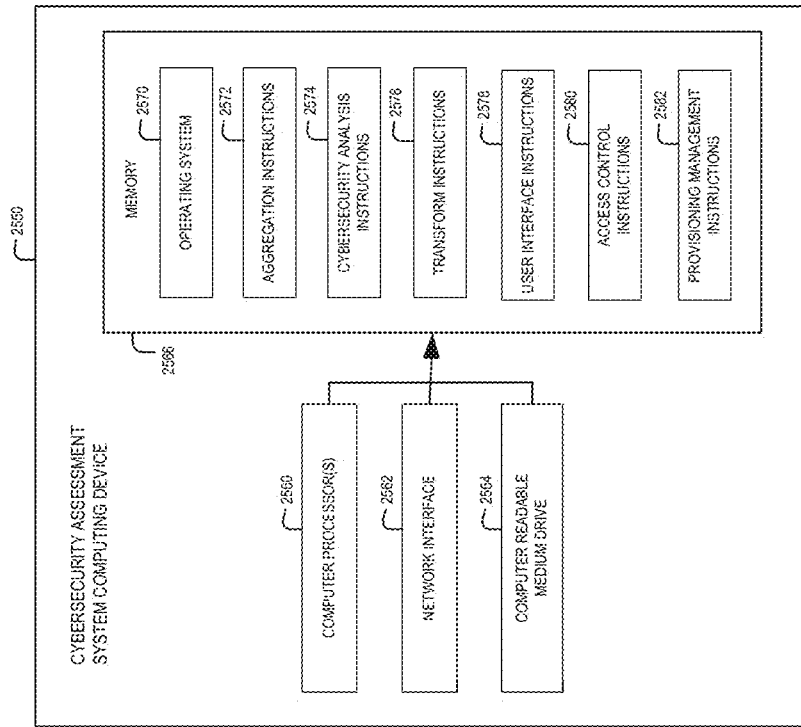 2550
CYBERSECURITY ASSESSMENT
SYSTEM COMPUTING DEVICE
2560
COMPUTER PROCESSOR(S)
2562
NETWORK INTERFACE
2564
COMPUTER READABLE
MEDIUM DRIVE
2566
MEMORY
2570
OPERATING SYSTEM
2572
AGGREGATION INSTRUCTIONS
2574
CYBERSECURITY ANALYSIS
INSTRUCTIONS
2576
TRANSFORM INSTRUCTIONS
2578
USER INTERFACE INSTRUCTIONS
2580
ACCESS CONTROL
INSTRUCTIONS
2582
PROVISIONING MANAGEMENT
INSTRUCTIONS